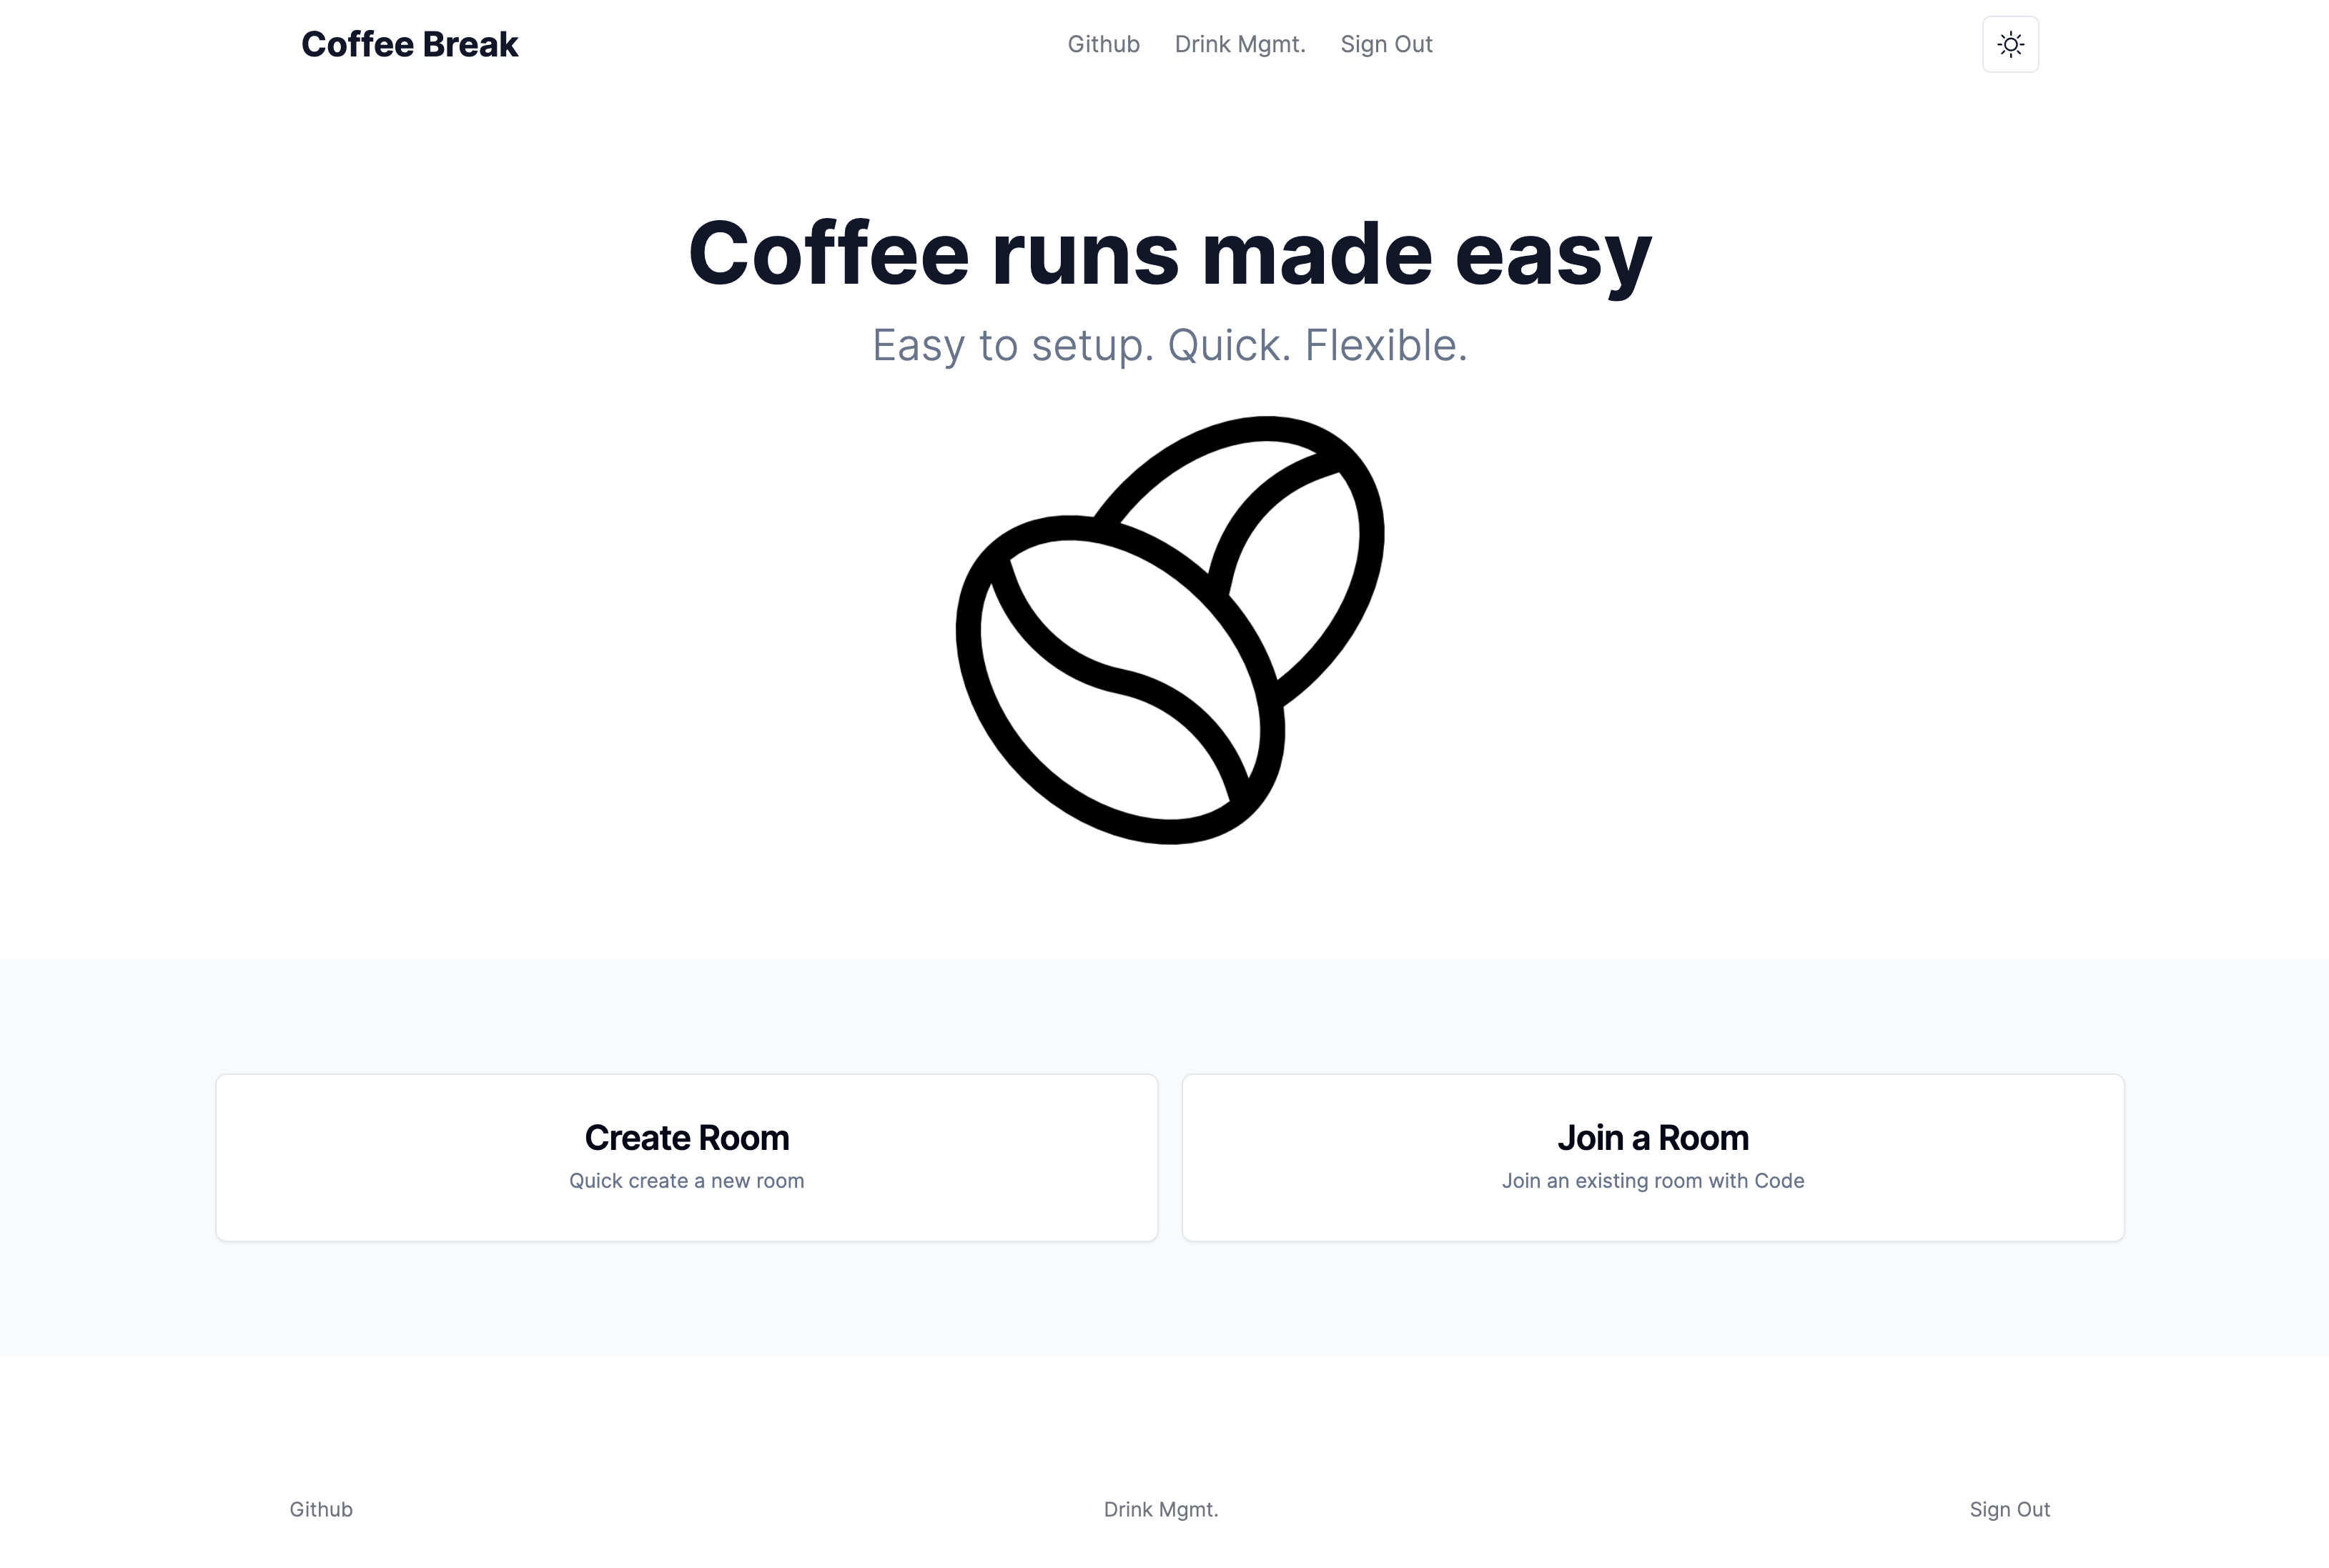 Coffee Break
Github Drink Mgmt. Sign Out
Coffee runs made easy
Easy to setup. Quick. Flexible.
Create Room
Quick create a new room
Join a Room
Join an existing room with Code
Github Drink Mgmt. Sign Out